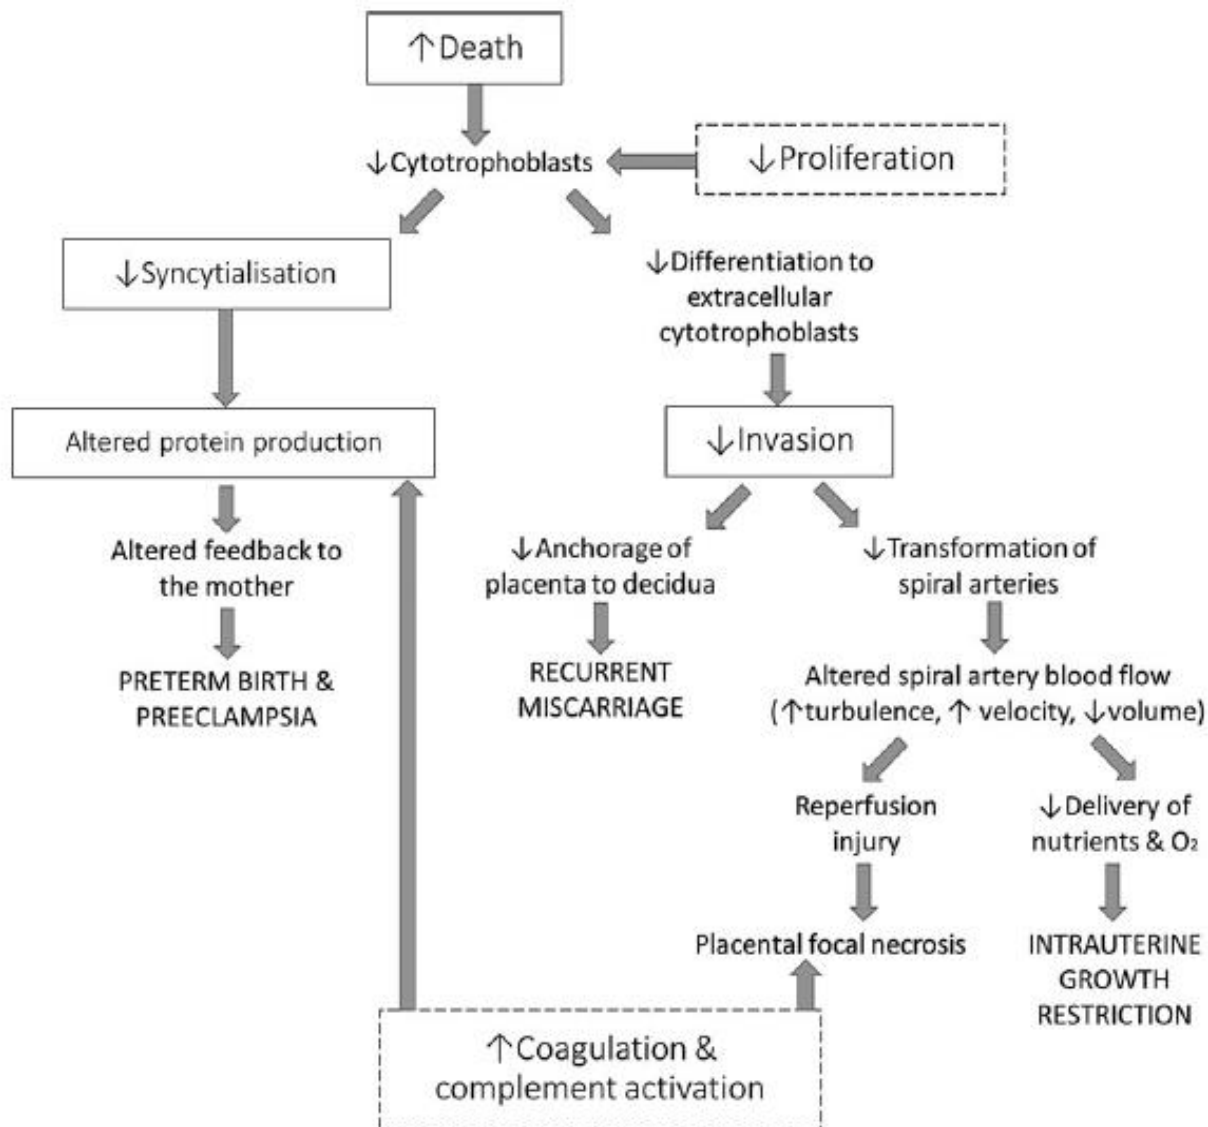 ↑Death
↓Cytotrophoblasts
↓Proliferation
↓Syncytialisation
↓Differentiation to
extracellular
cytotrophoblasts
Altered protein production
↓Invasion
Altered feedback to
the mother
↓Anchorage of
placenta to decidua
↓Transformation of
spiral arteries
PRETERM BIRTH &
PREECLAMPSIA
RECURRENT
MISCARRIAGE
Altered spiral artery blood flow
(↑turbulence, ↑ velocity, ↓volume)
Reperfusion
injury
↓Delivery of
nutrients & O₂
Placental focal necrosis
INTRAUTERINE
GROWTH
RESTRICTION
↑Coagulation &
complement activation